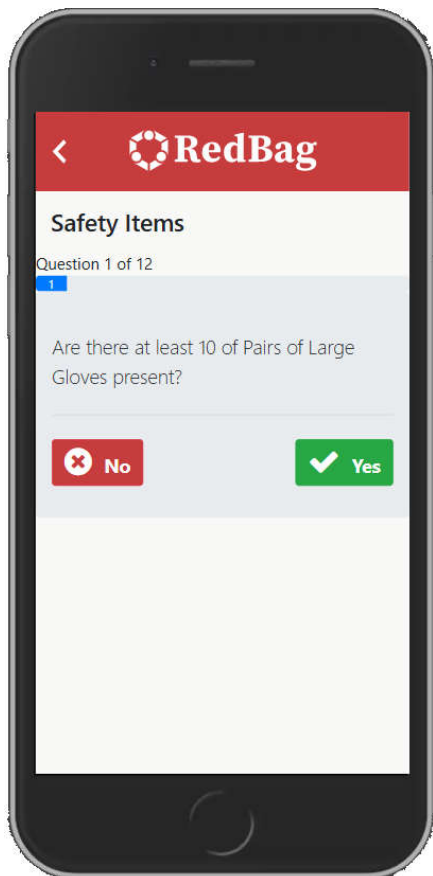 RedBag
Safety Items
Question 1 of 12
1
Are there at least 10 of Pairs of Large
Gloves present?
No
Yes